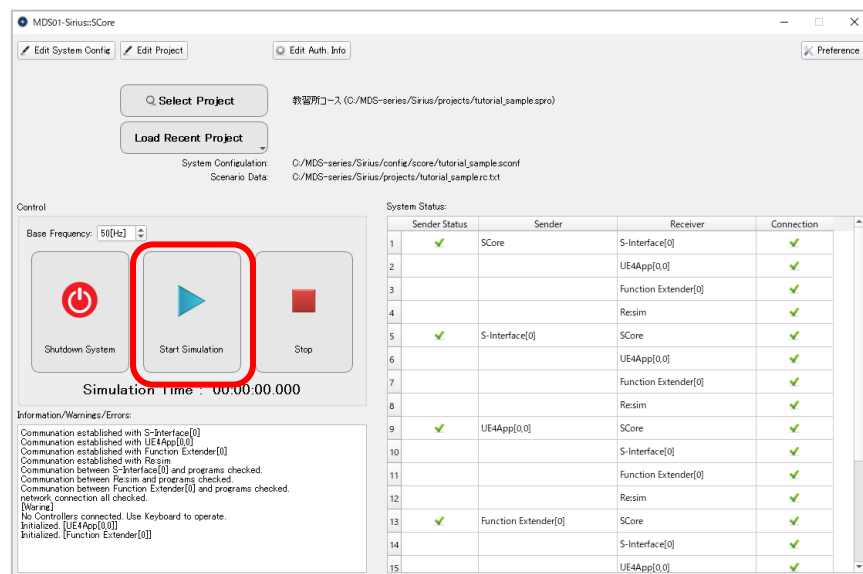 MDS01-Sirius::SCore
Edit System Config
Edit Project
Edit Auth. Info
Preference
Select Project
教習所コース (C:/MDS-series/Sirius/projects/tutorial_sample.spro)
Load Recent Project
System Configulation:
C:/MDS-series/Sirius/config/score/tutorial_sample.sconf
Scenario Data:
C:/MDS-series/Sirius/projects/tutorial_sample.rc.txt
Control
Base Frequency: 50[Hz]
Shutdown System
Start Simulation
Stop
Simulation Time : 00:00:00.000
Information/Warnings/Errors:
Communation established with S-Interface[0]
Communation established with UE4App[0,0]
Communation established with Function Extender[0]
Communation established with Re:sim
Communation between S-Interface[0] and programs checked.
Communation between Re:sim and programs checked.
Communation between Function Extender[0] and programs checked.
network connection all checked.
[Waring]
No Controllers connected. Use Keyboard to operate.
Initialized. [UE4App[0,0]]
Initialized. [Function Extender[0]]
System Status:
Sender Status Sender Receiver Connection
1 SCore S-Interface[0]
2 UE4App[0,0]
3 Function Extender[0]
4 Re:sim
5 S-Interface[0] SCore
6 UE4App[0,0]
7 Function Extender[0]
8 Re:sim
9 UE4App[0,0] SCore
10 S-Interface[0]
11 Function Extender[0]
12 Re:sim
13 Function Extender[0] SCore
14 S-Interface[0]
15 UE4App[0,0]